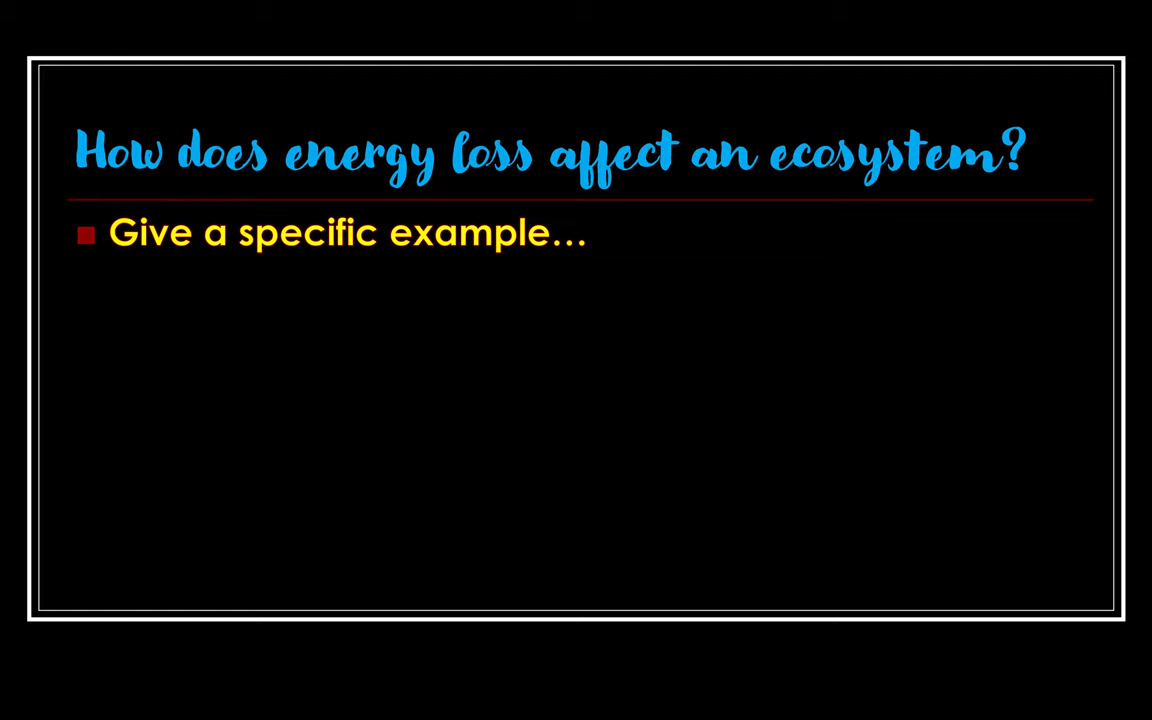 How does energy loss affect an ecosystem?
Give a specific example…